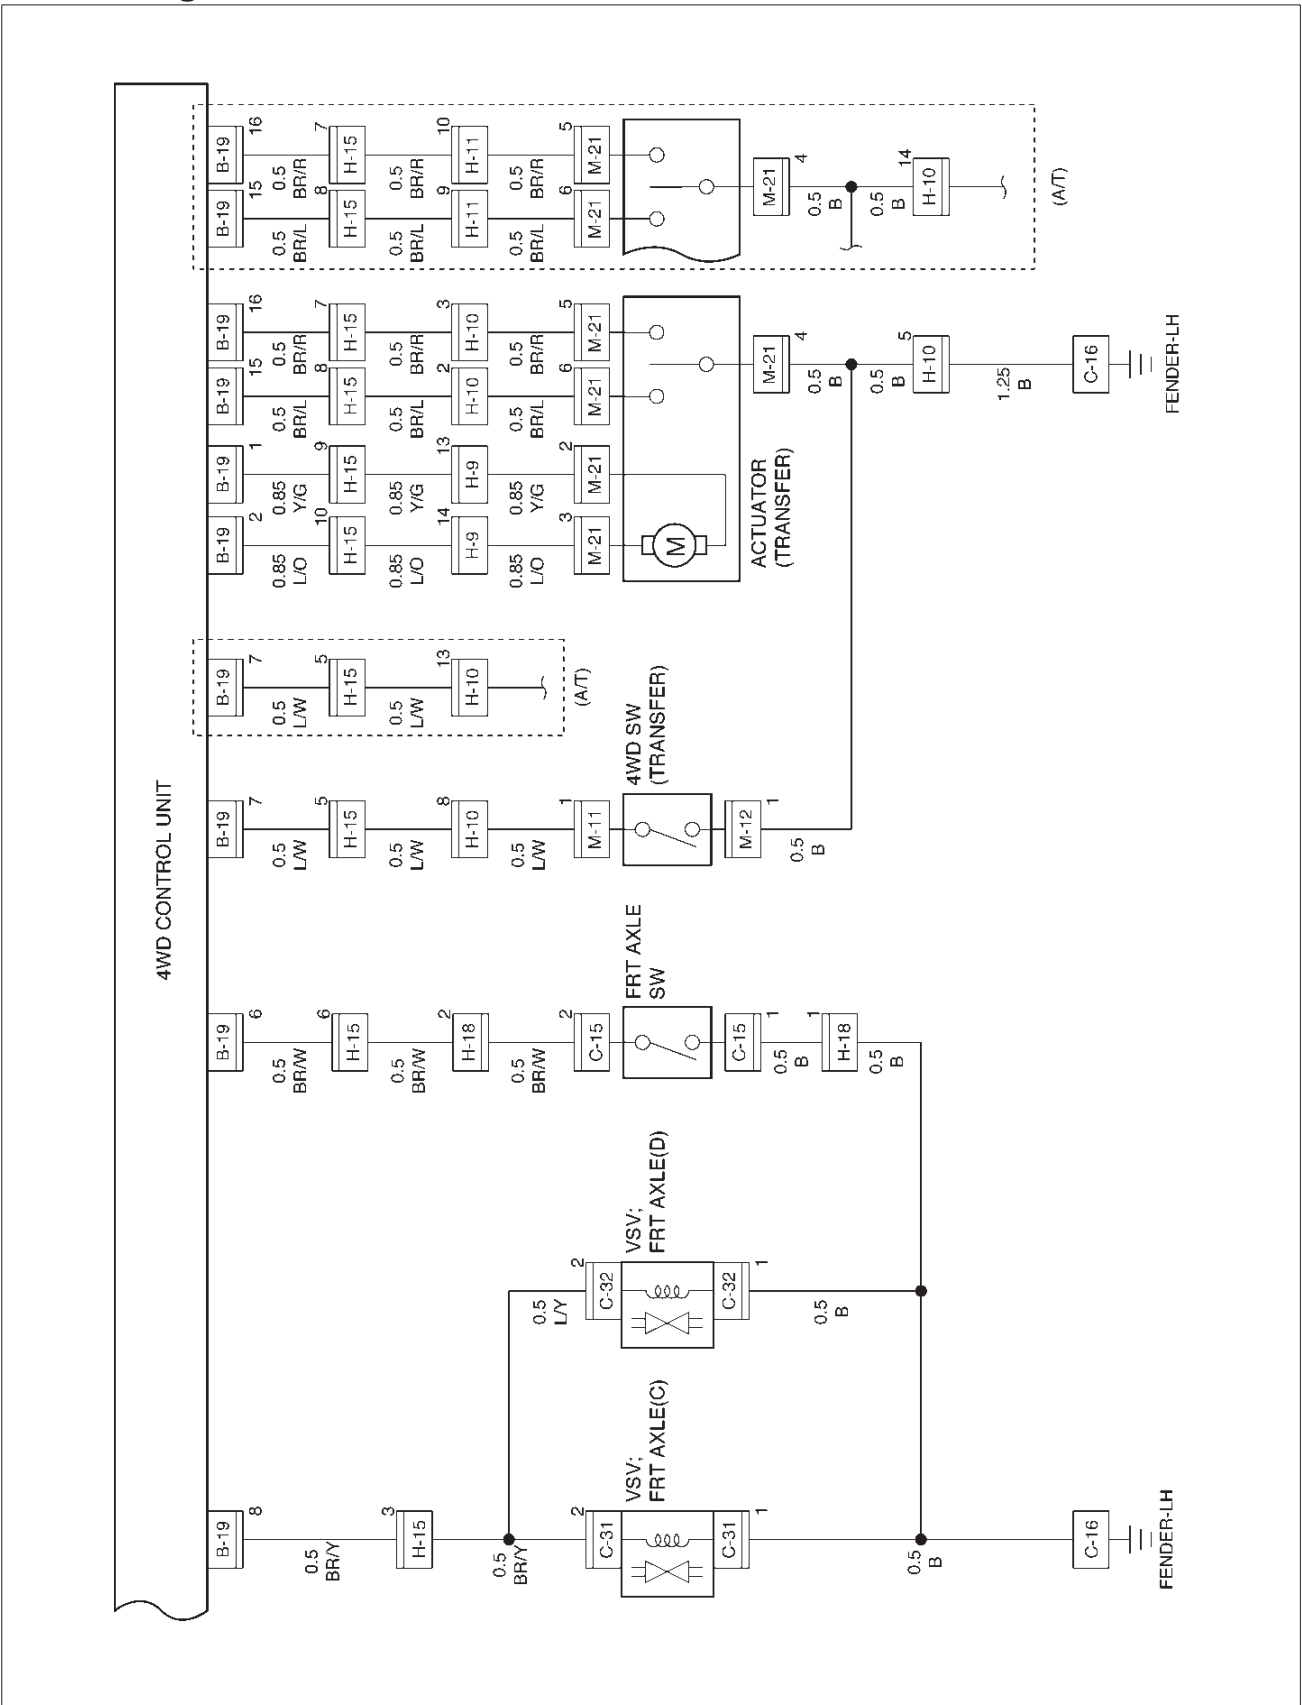 4WD CONTROL UNIT
B-19
8
0.5
BR/Y
3
H-15
0.5
BR/Y
2
C-31
VSV;
FRT AXLE(C)
C-31
1
0.5
B
C-16
FENDER-LH
0.5
L/Y
2
C-32
VSV;
FRT AXLE(D)
C-32
1
0.5
B
B-19
6
0.5
BR/W
6
H-15
0.5
BR/W
2
H-18
0.5
BR/W
2
C-15
FRT AXLE
SW
C-15
1
0.5
B
1
H-18
0.5
B
B-19
7
0.5
L/W
5
H-15
0.5
L/W
8
H-10
0.5
L/W
1
M-11
4WD SW
(TRANSFER)
M-12
1
0.5
B
B-19
7
0.5
L/W
5
H-15
0.5
L/W
13
H-10
(A/T)
B-19
2
0.85
L/O
10
H-15
0.85
L/O
14
H-9
0.85
L/O
3
M-21
B-19
1
0.85
Y/G
9
H-15
0.85
Y/G
13
H-9
0.85
Y/G
2
M-21
B-19
15
0.5
BR/L
8
H-15
0.5
BR/L
2
H-10
0.5
BR/L
6
M-21
B-19
16
0.5
BR/R
7
H-15
0.5
BR/R
3
H-10
0.5
BR/R
5
M-21
M
ACTUATOR
(TRANSFER)
M-21
4
0.5
B
0.5
B
5
H-10
1.25
B
C-16
FENDER-LH
B-19
15
0.5
BR/L
8
H-15
0.5
BR/L
9
H-11
0.5
BR/L
6
M-21
B-19
16
0.5
BR/R
7
H-15
0.5
BR/R
10
H-11
0.5
BR/R
5
M-21
M-21
4
0.5
B
0.5
B
14
H-10
(A/T)